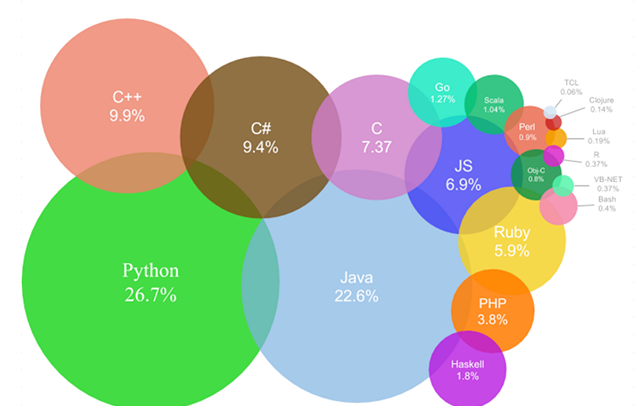 C++
9.9%
C#
9.4%
C
7.37
Go
1.27%
Scala
1.04%
TCL
0.06%
Clojure
0.14%
Perl
0.9%
Lua
0.19%
R
0.37%
JS
6.9%
Obj-C
0.8%
VB-NET
0.37%
Bash
0.4%
Ruby
5.9%
Python
26.7%
Java
22.6%
PHP
3.8%
Haskell
1.8%